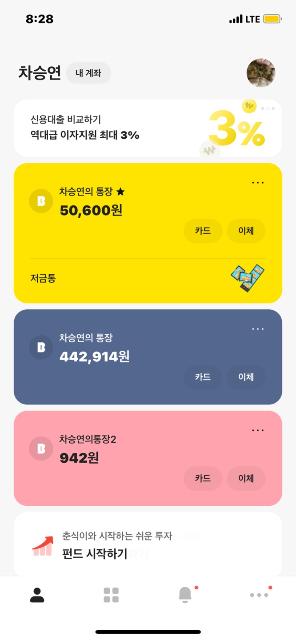 8:28
LTE
차승연 내 계좌
신용대출 비교하기
역대급 이자지원 최대 3%
3%
차승연의 통장 ★
50,600원
카드 이체
저금통
차승연의 통장
442,914원
카드 이체
차승연의통장2
942원
카드 이체
춘식이와 시작하는 쉬운 투자
펀드 시작하기